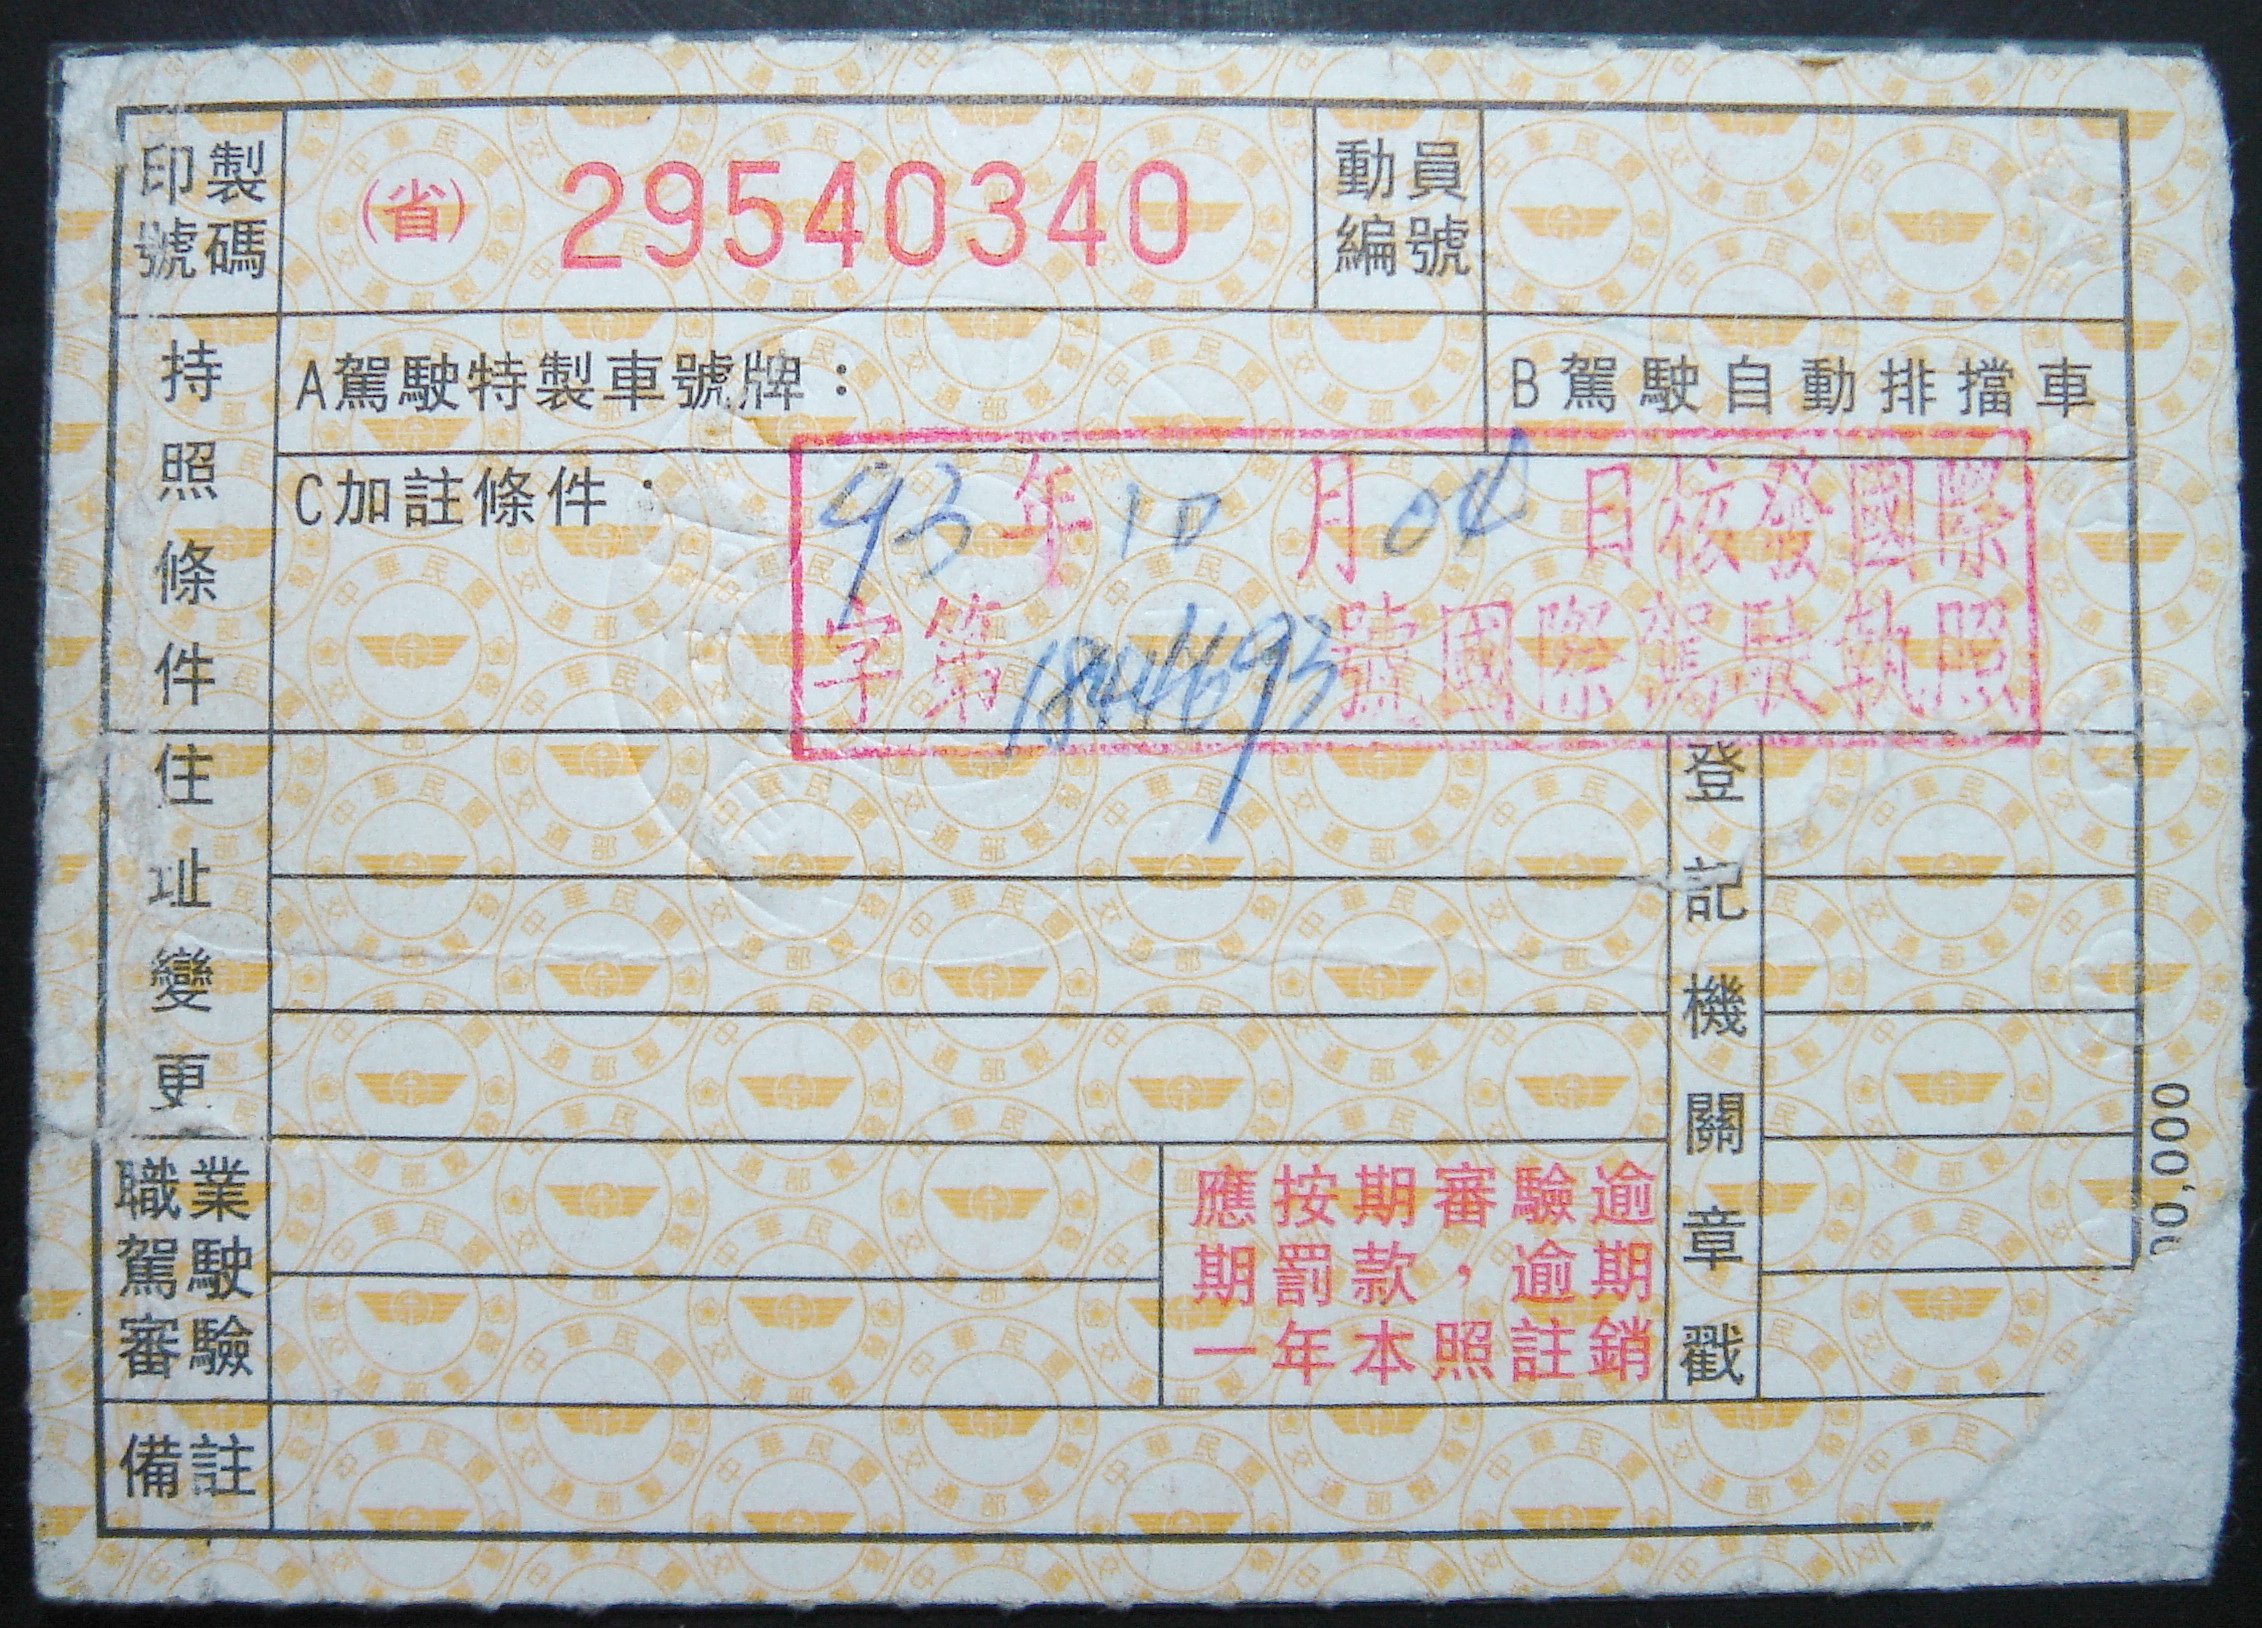 印製號碼
(省) 29540340
動員編號
持照條件
A駕駛特製車號牌：
B駕駛自動排擋車
C加註條件：
93年10月04日核發國際
字第1844693號國際駕駛執照
住址變更
登記機關章戳
職業駕駛審驗
應按期審驗逾
期罰款，逾期
一年本照註銷
備註